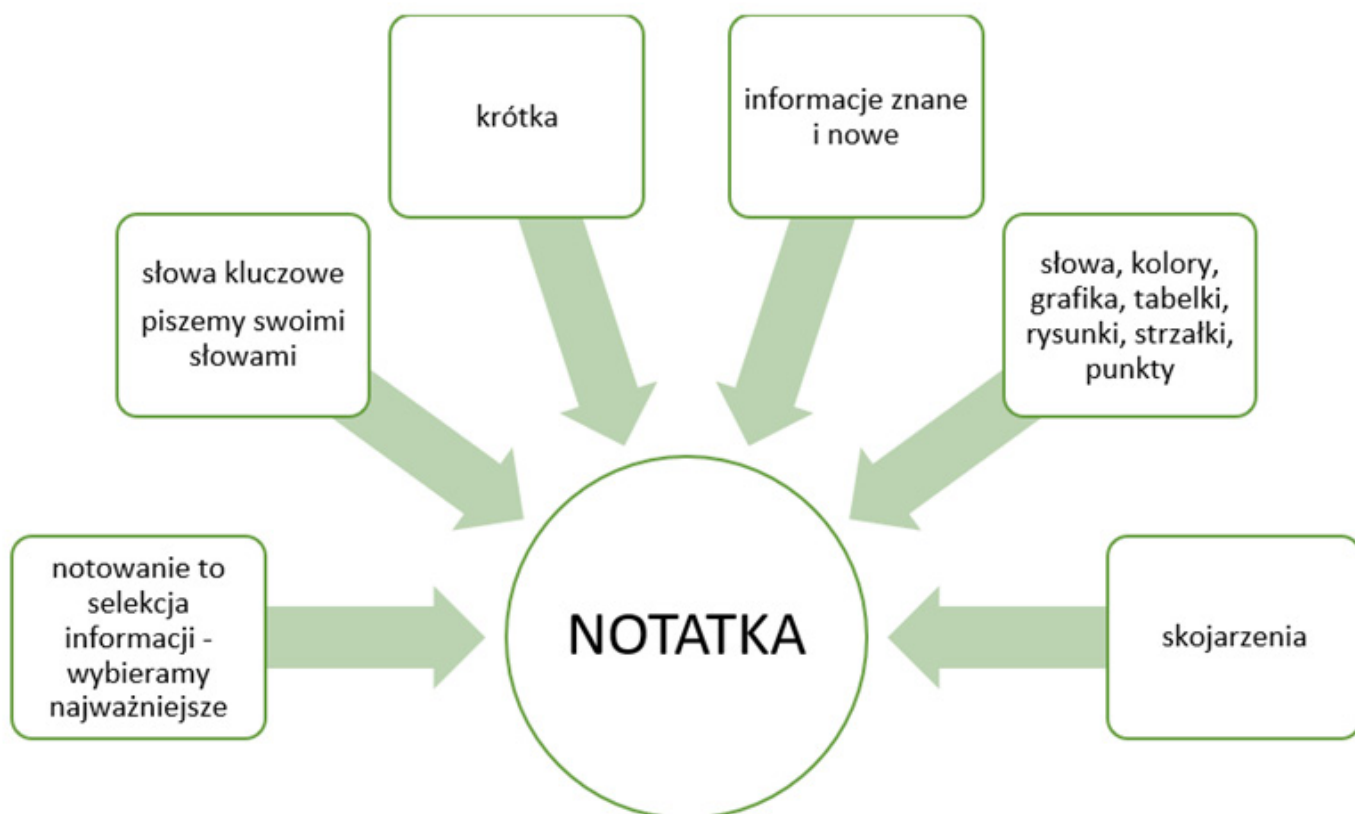 krótka
informacje znane
i nowe
słowa kluczowe
piszemy swoimi
słowami
słowa, kolory,
grafika, tabelki,
rysunki, strzałki,
punkty
notowanie to
selekcja
informacji -
wybieramy
najważniejsze
NOTATKA
skojarzenia